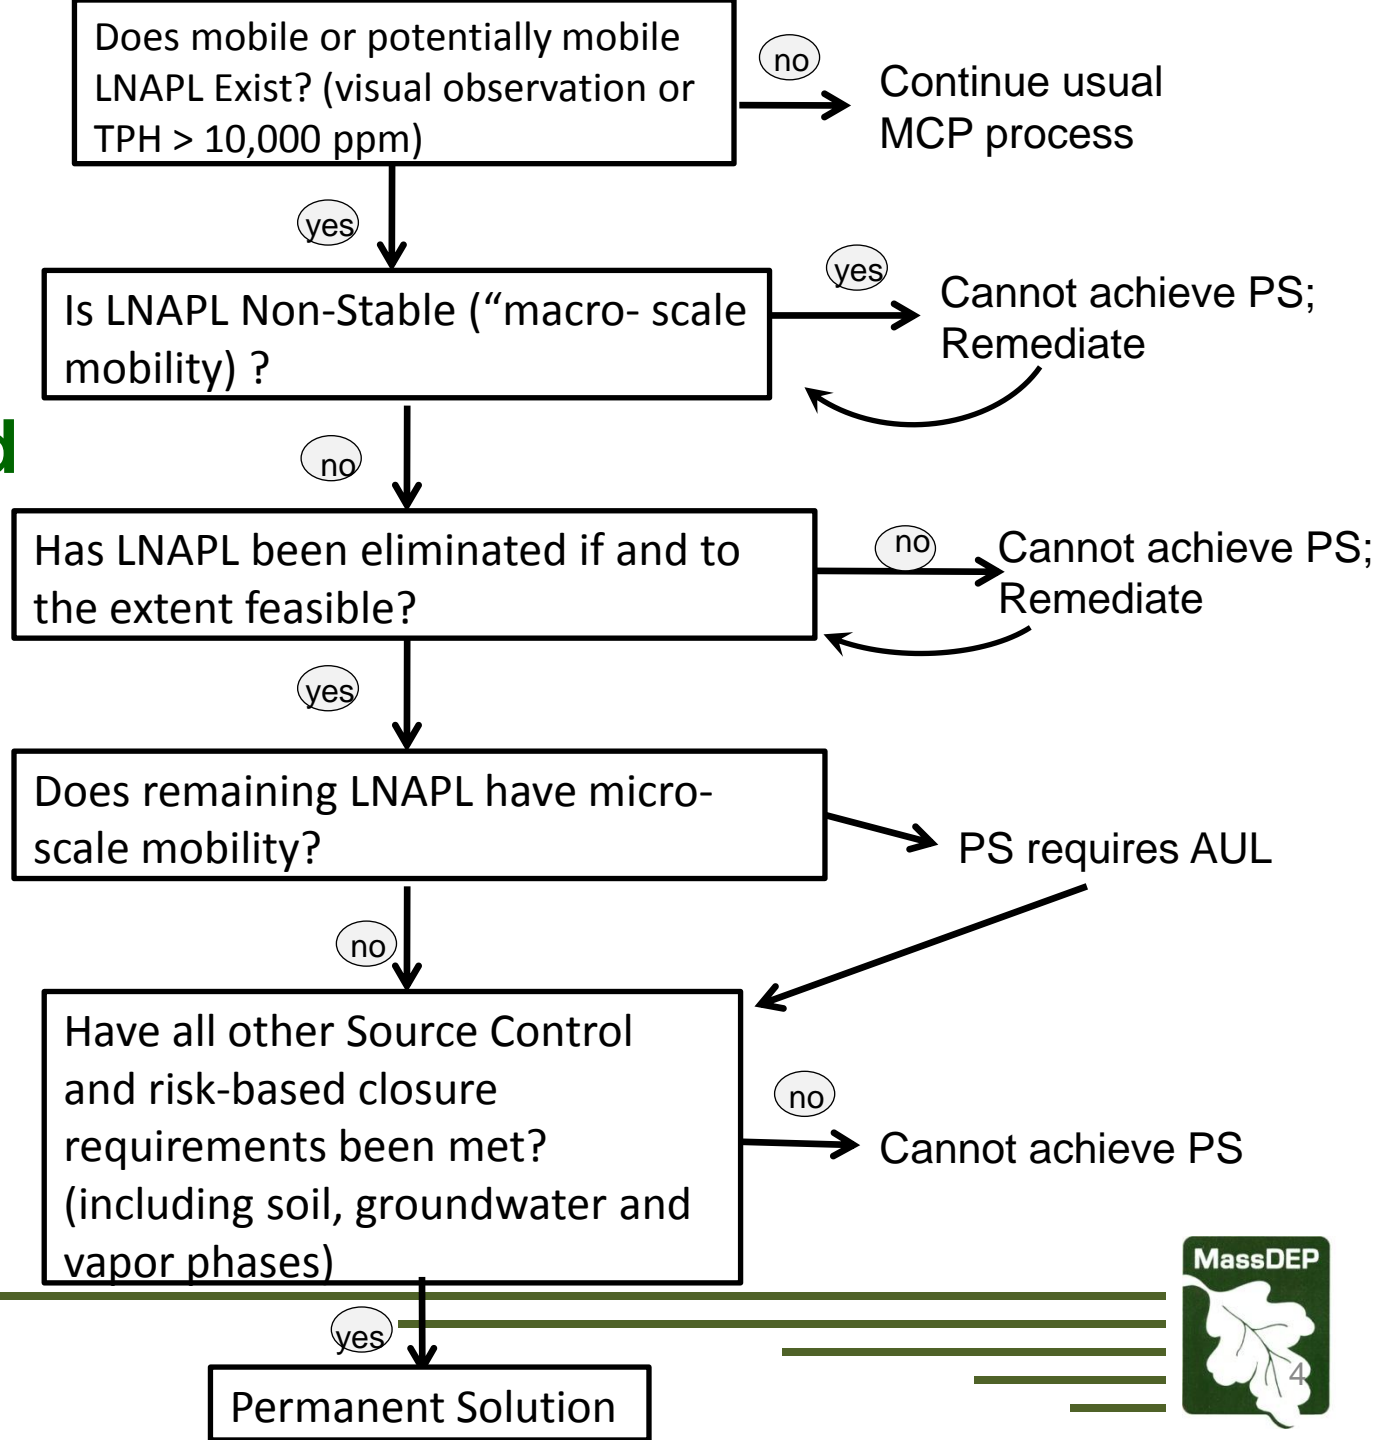 Does mobile or potentially mobile
LNAPL Exist? (visual observation or
TPH > 10,000 ppm)
no
Continue usual
MCP process
yes
Is LNAPL Non-Stable (“macro- scale
mobility) ?
yes
Cannot achieve PS;
Remediate
d
no
Has LNAPL been eliminated if and to
the extent feasible?
no
Cannot achieve PS;
Remediate
yes
Does remaining LNAPL have micro-
scale mobility?
PS requires AUL
no
Have all other Source Control
and risk-based closure
requirements been met?
(including soil, groundwater and
vapor phases)
no
Cannot achieve PS
MassDEP
yes
4
Permanent Solution